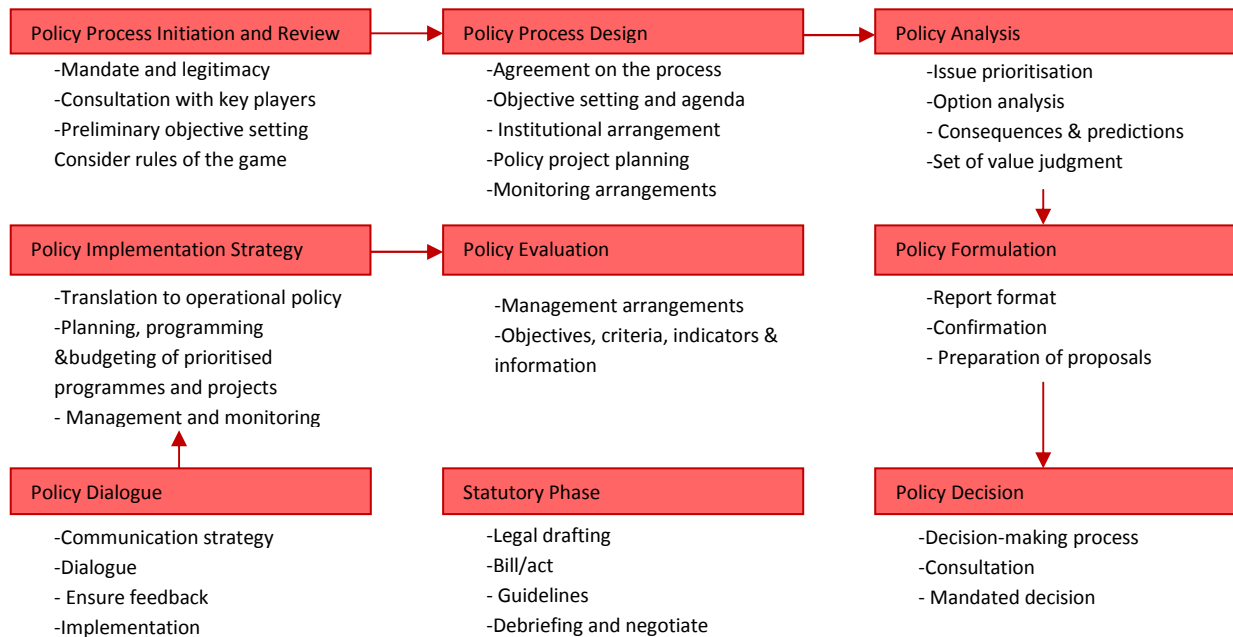 Policy Process Initiation and Review
-Mandate and legitimacy
-Consultation with key players
-Preliminary objective setting
Consider rules of the game
Policy Process Design
-Agreement on the process
-Objective setting and agenda
- Institutional arrangement
-Policy project planning
-Monitoring arrangements
Policy Analysis
-Issue prioritisation
-Option analysis
- Consequences & predictions
-Set of value judgment
Policy Implementation Strategy
-Translation to operational policy
-Planning, programming
&budgeting of prioritised
programmes and projects
- Management and monitoring
Policy Evaluation
-Management arrangements
-Objectives, criteria, indicators &
information
Policy Formulation
-Report format
-Confirmation
- Preparation of proposals
Policy Dialogue
-Communication strategy
-Dialogue
- Ensure feedback
-Implementation
Statutory Phase
-Legal drafting
-Bill/act
- Guidelines
-Debriefing and negotiate
Policy Decision
-Decision-making process
-Consultation
- Mandated decision